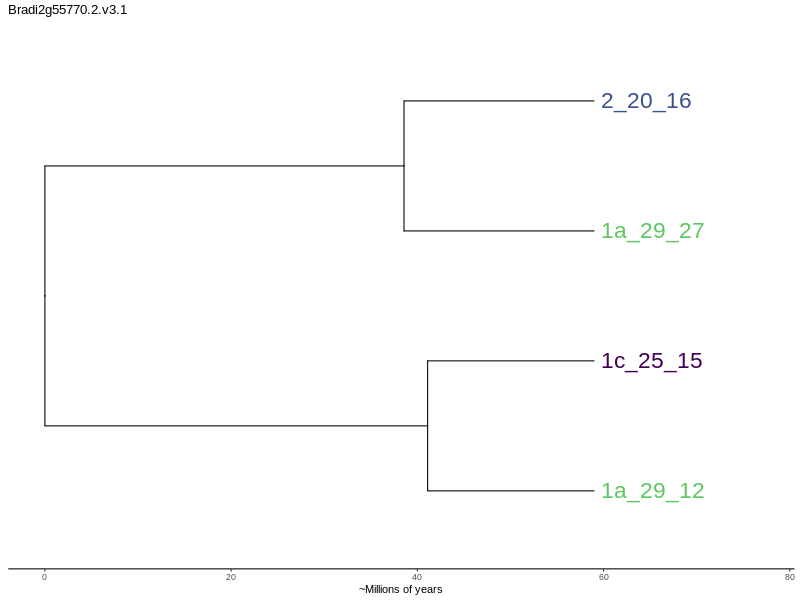 Bradi2g55770.2.v3.1
2_20_16
1a_29_27
1c_25_15
1a_29_12
0 20 40 60 80
~Millions of years